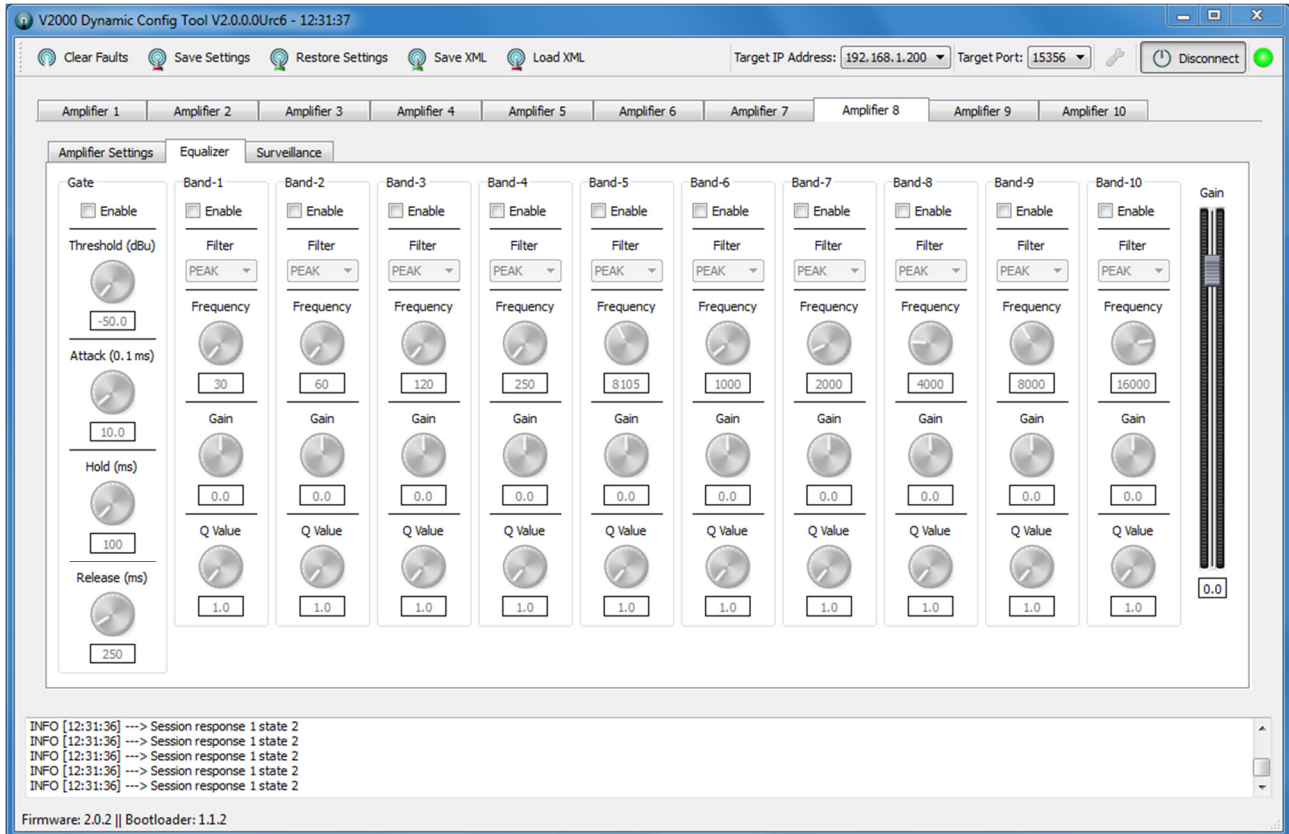 V2000 Dynamic Config Tool V2.0.0.0Urc6 - 12:31:37
Clear Faults Save Settings Restore Settings Save XML Load XML Target IP Address: 192.168.1.200 Target Port: 15356 Disconnect
Amplifier 1 Amplifier 2 Amplifier 3 Amplifier 4 Amplifier 5 Amplifier 6 Amplifier 7 Amplifier 8 Amplifier 9 Amplifier 10
Amplifier Settings Equalizer Surveillance
Gate Band-1 Band-2 Band-3 Band-4 Band-5 Band-6 Band-7 Band-8 Band-9 Band-10 Gain
Enable Enable Enable Enable Enable Enable Enable Enable Enable Enable Enable
Threshold (dBu) Filter Filter Filter Filter Filter Filter Filter Filter Filter Filter
PEAK PEAK PEAK PEAK PEAK PEAK PEAK PEAK PEAK PEAK
Frequency Frequency Frequency Frequency Frequency Frequency Frequency Frequency Frequency Frequency
-50.0
Attack (0.1 ms)
30 60 120 250 8105 1000 2000 4000 8000 16000
Gain Gain Gain Gain Gain Gain Gain Gain Gain Gain
10.0
Hold (ms)
0.0 0.0 0.0 0.0 0.0 0.0 0.0 0.0 0.0 0.0
Q Value Q Value Q Value Q Value Q Value Q Value Q Value Q Value Q Value Q Value
100
Release (ms)
0.0
1.0 1.0 1.0 1.0 1.0 1.0 1.0 1.0 1.0 1.0
250
INFO [12:31:36] ---> Session response 1 state 2
INFO [12:31:36] ---> Session response 1 state 2
INFO [12:31:36] ---> Session response 1 state 2
INFO [12:31:36] ---> Session response 1 state 2
INFO [12:31:36] ---> Session response 1 state 2
Firmware: 2.0.2 || Bootloader: 1.1.2